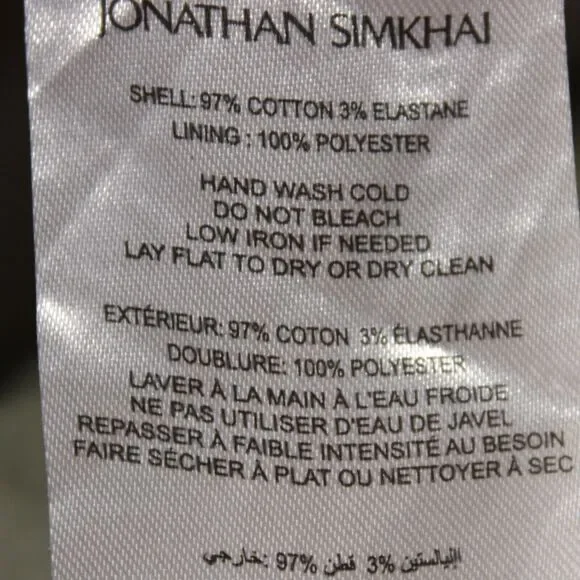 JONATHAN SIMKHAI
SHELL: 97% COTTON 3% ELASTANE
LINING : 100% POLYESTER
HAND WASH COLD
DO NOT BLEACH
LOW IRON IF NEEDED
LAY FLAT TO DRY OR DRY CLEAN
EXTÉRIEUR: 97% COTON 3% ÉLASTHANNE
DOUBLURE: 100% POLYESTER
LAVER À LA MAIN À L'EAU FROIDE
NE PAS UTILISER D'EAU DE JAVEL
REPASSER À FAIBLE INTENSITÉ AU BESOIN
FAIRE SÉCHER À PLAT OU NETTOYER À SEC
خارجي: 97% قطن 3%